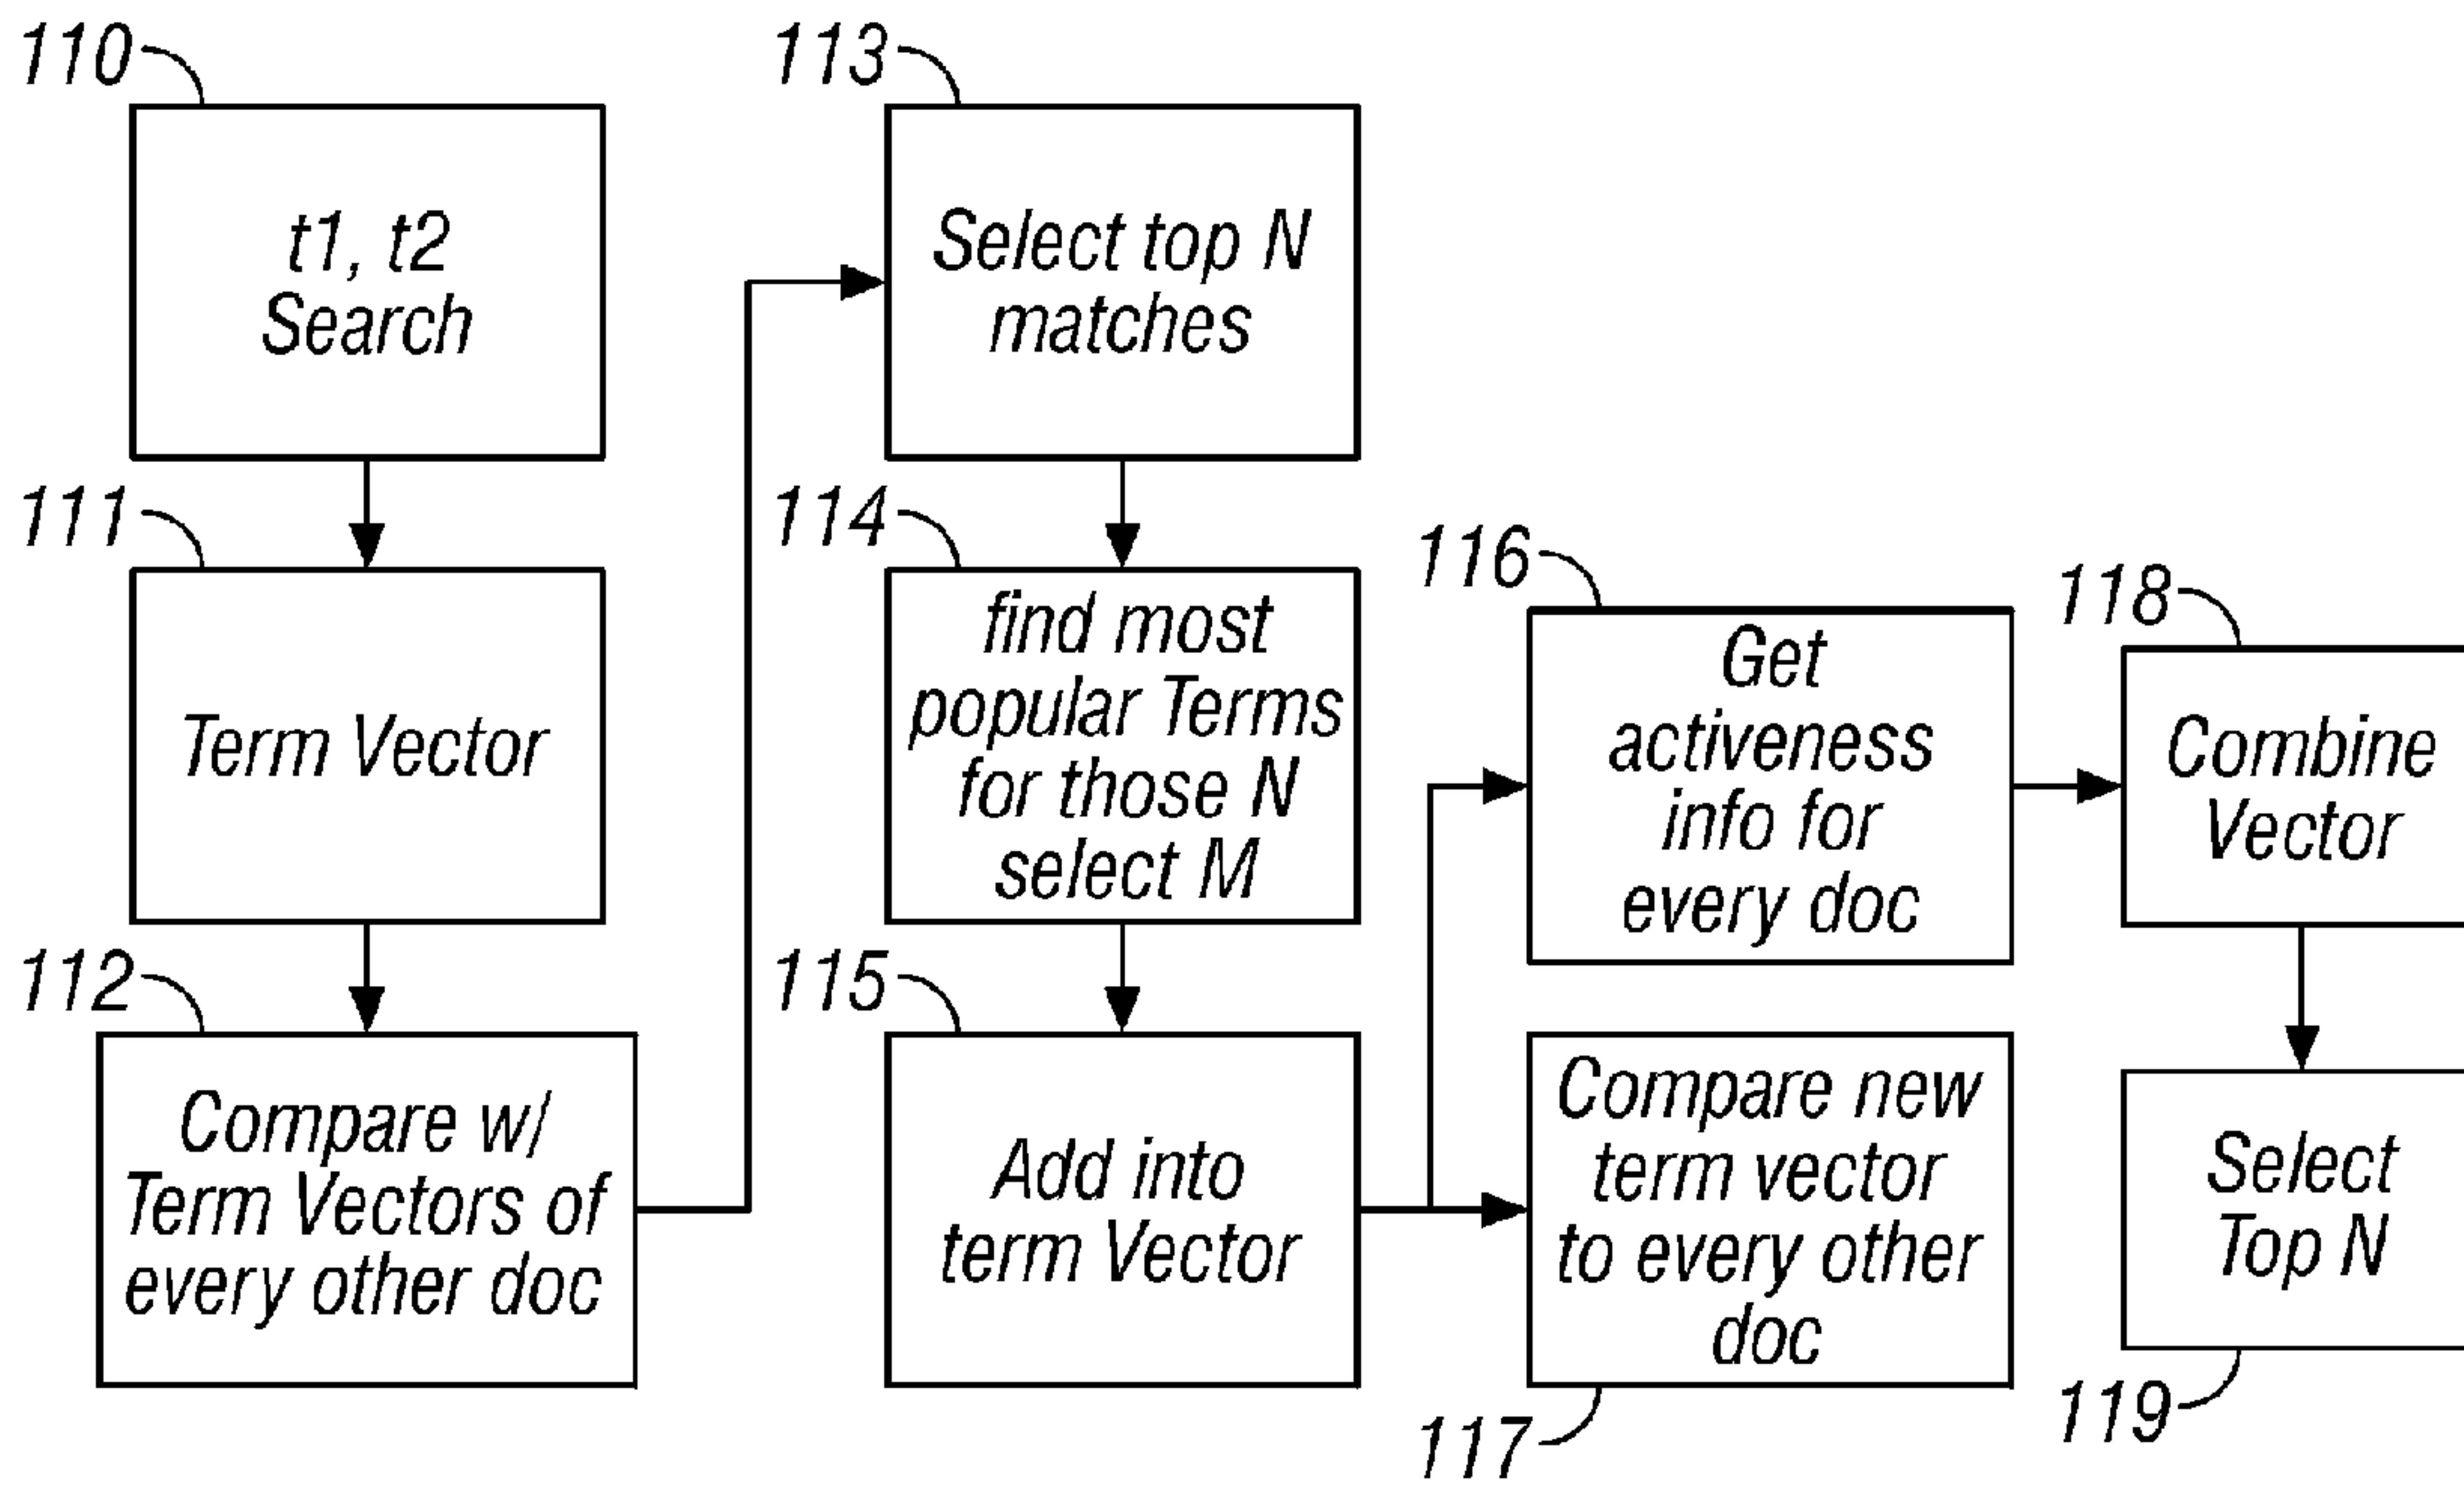 110
t1, t2
Search
111
Term Vector
112
Compare w/
Term Vectors of
every other doc
113
Select top N
matches
114
find most
popular Terms
for those N
select M
115
Add into
term Vector
116
Get
activeness
info for
every doc
Compare new
term vector
to every other
doc
117
118
Combine
Vector
Select
Top N
119